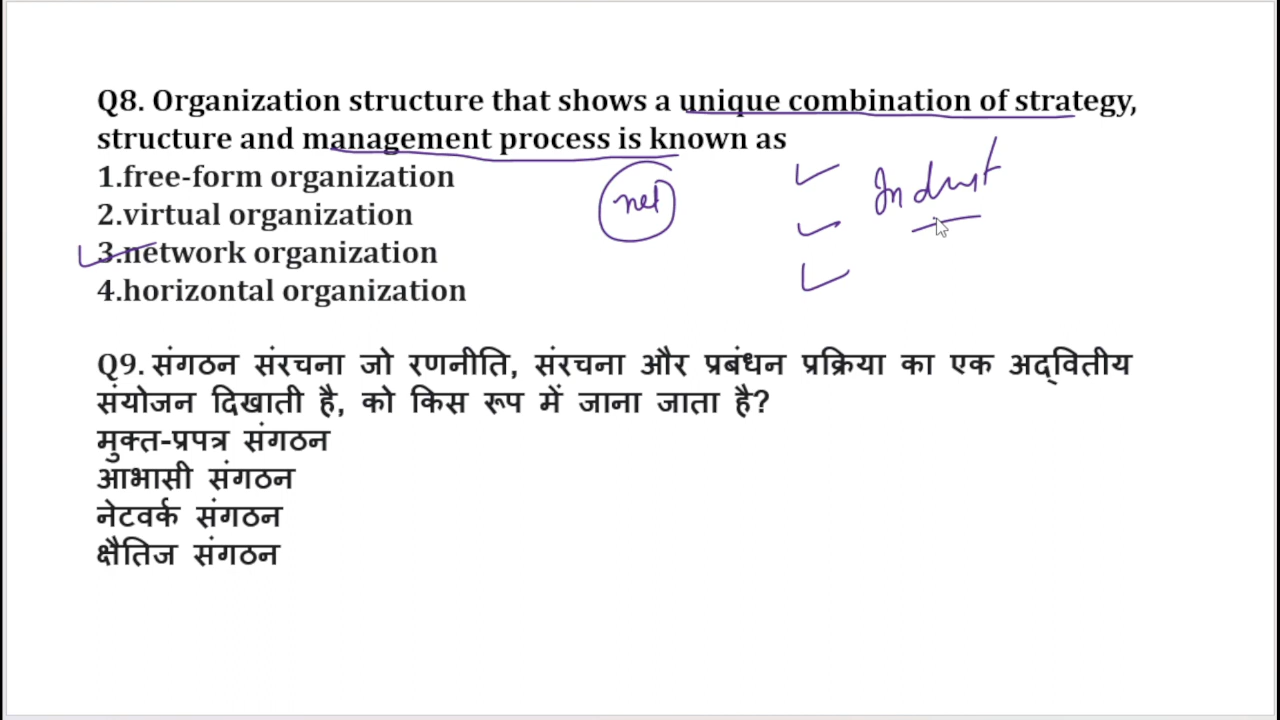 Q8. Organization structure that shows a unique combination of strategy,
structure and management process is known as
1.free-form organization
2.virtual organization
3.network organization
4.horizontal organization
net
Indust
Q9. संगठन संरचना जो रणनीति, संरचना और प्रबंधन प्रक्रिया का एक अद्वितीय
संयोजन दिखाती है, को किस रूप में जाना जाता है?
मुक्त-प्रपत्र संगठन
आभासी संगठन
नेटवर्क संगठन
क्षैतिज संगठन